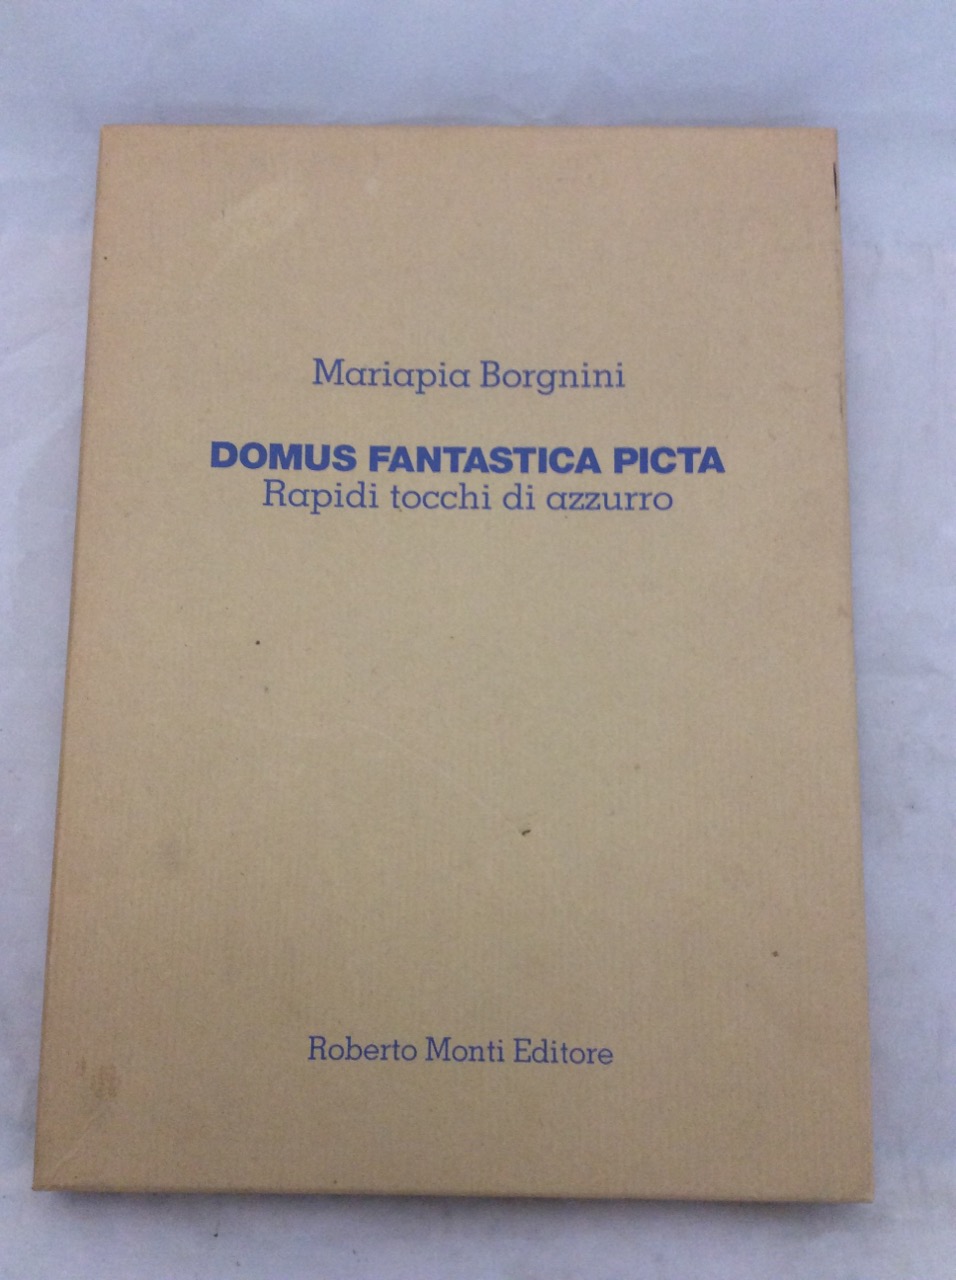 Mariapia Borgnini
DOMUS FANTASTICA PICTA
Rapidi tocchi di azzurro
Roberto Monti Editore